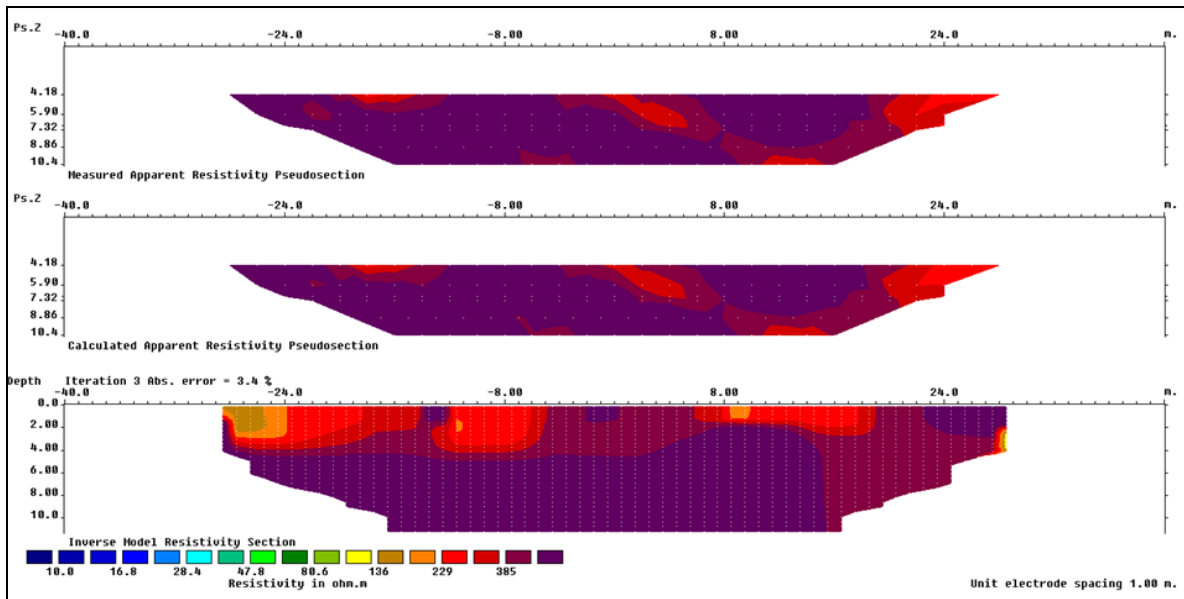 Ps.Z -40.0 -24.0 -8.00 8.00 24.0 m.
4.18
5.90
7.32
8.86
10.4
Measured Apparent Resistivity Pseudosection
Ps.Z -40.0 -24.0 -8.00 8.00 24.0 m.
4.18
5.90
7.32
8.86
10.4
Calculated Apparent Resistivity Pseudosection
Depth Iteration 3 Abs. error = 3.4 %
-40.0 -24.0 -8.00 8.00 24.0 m.
0.0
2.00
4.00
6.00
8.00
10.0
Inverse Model Resistivity Section
10.0 16.8 28.4 47.8 80.6 136 229 385
Resistivity in ohm.m Unit electrode spacing 1.00 m.